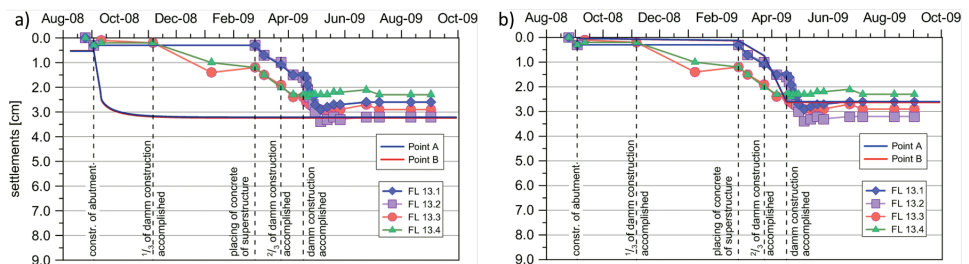 a)
Aug-08 Oct-08 Dec-08 Feb-09 Apr-09 Jun-09 Aug-09 Oct-09
settlements [cm]
0.0
1.0
2.0
3.0
4.0
5.0
6.0
7.0
8.0
9.0
constr. of abutment
1/3 of damm construction
accomplished
placing of concrete
of superstructure
2/3 of damm construction
accomplished
damm construction
accomplished
Point A
Point B
FL 13.1
FL 13.2
FL 13.3
FL 13.4
b)
Aug-08 Oct-08 Dec-08 Feb-09 Apr-09 Jun-09 Aug-09 Oct-09
0.0
1.0
2.0
3.0
4.0
5.0
6.0
7.0
8.0
9.0
constr. of abutment
1/3 of damm construction
accomplished
placing of concrete
of superstructure
2/3 of damm construction
accomplished
damm construction
accomplished
Point A
Point B
FL 13.1
FL 13.2
FL 13.3
FL 13.4